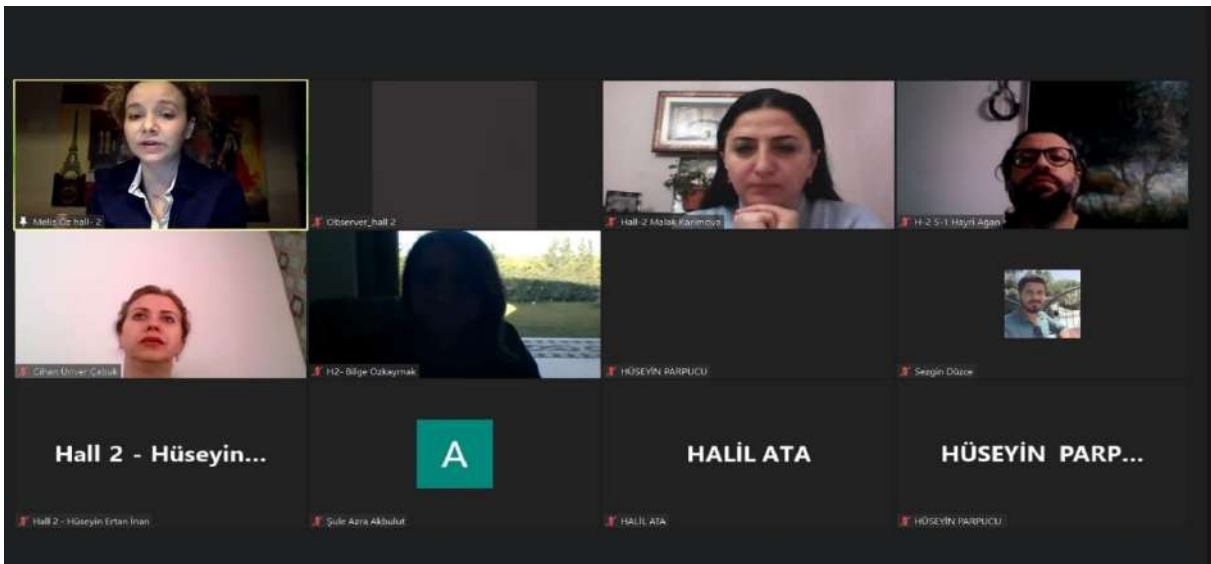 Melis Öz hall- 2
Observer_hall 2
Hall-2 Malak Karimova
H-2 S-1 Hayri Ağan
Cihan Ünver Çabuk
H2- Bilge Özkaymak
HÜSEYİN PARPUCU
Sezgin Düzce
Hall 2 - Hüseyin...
Hall 2 - Hüseyin Ertan İnan
A
Şule Azra Akbulut
HALİL ATA
HALİL ATA
HÜSEYİN PARP...
HÜSEYİN PARPUCU